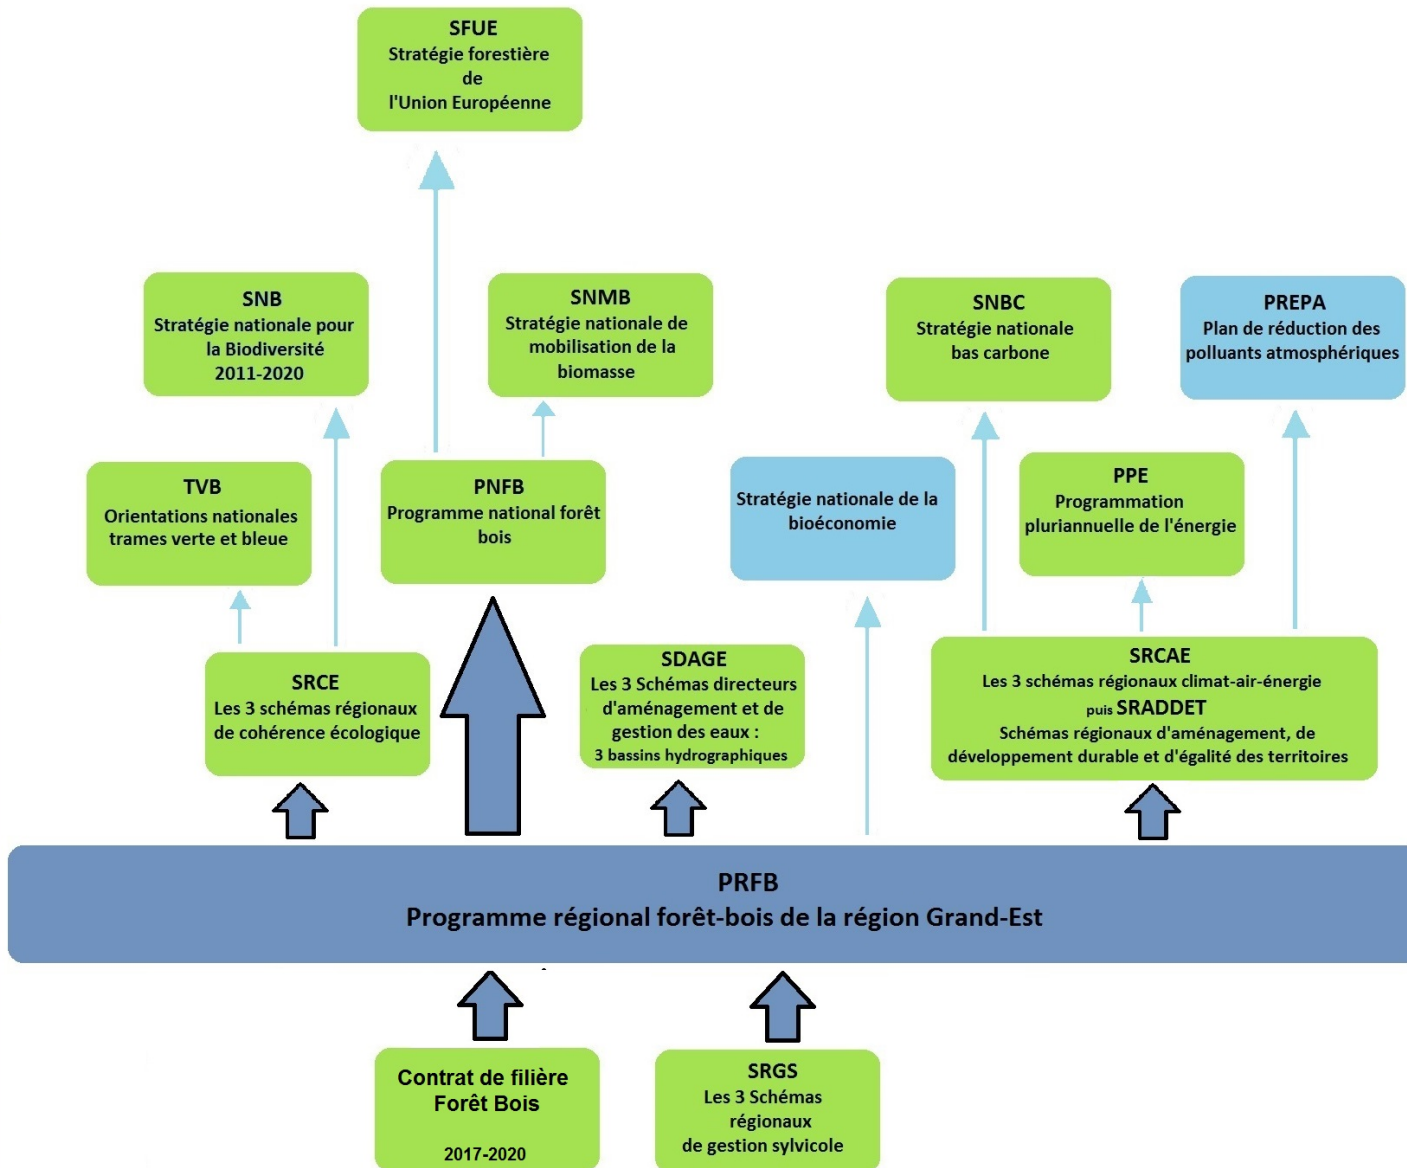 SFUE
Stratégie forestière
de
l'Union Européenne
SNB
Stratégie nationale pour
la Biodiversité
2011-2020
SNMB
Stratégie nationale de
mobilisation de la
biomasse
SNBC
Stratégie nationale
bas carbone
PREPA
Plan de réduction des
polluants atmosphériques
TVB
Orientations nationales
trames verte et bleue
PNFB
Programme national forêt
bois
Stratégie nationale de la
bioéconomie
PPE
Programmation
pluriannuelle de l'énergie
SRCE
Les 3 schémas régionaux
de cohérence écologique
SDAGE
Les 3 Schémas directeurs
d'aménagement et de
gestion des eaux :
3 bassins hydrographiques
SRCAE
Les 3 schémas régionaux climat-air-énergie
puis SRADDET
Schémas régionaux d'aménagement, de
développement durable et d'égalité des territoires
PRFB
Programme régional forêt-bois de la région Grand-Est
Contrat de filière
Forêt Bois
2017-2020
SRGS
Les 3 Schémas
régionaux
de gestion sylvicole